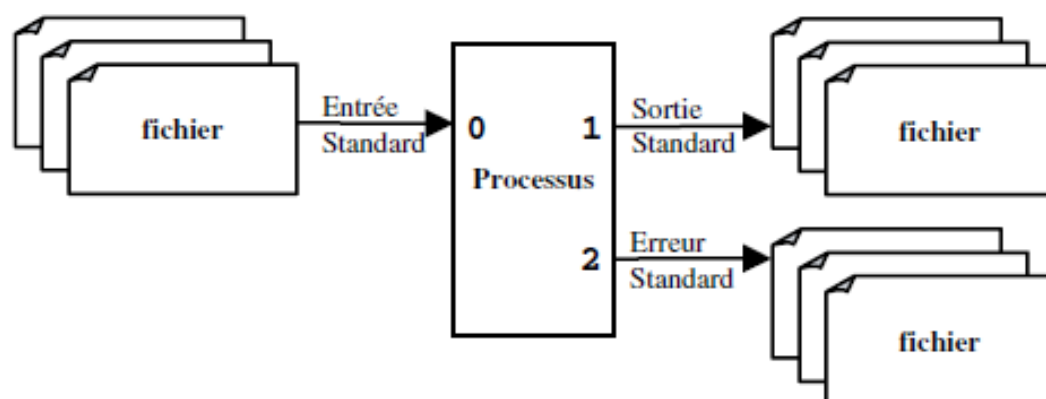 fichier
Entrée
Standard
0
1
Processus
2
Sortie
Standard
fichier
Erreur
Standard
fichier